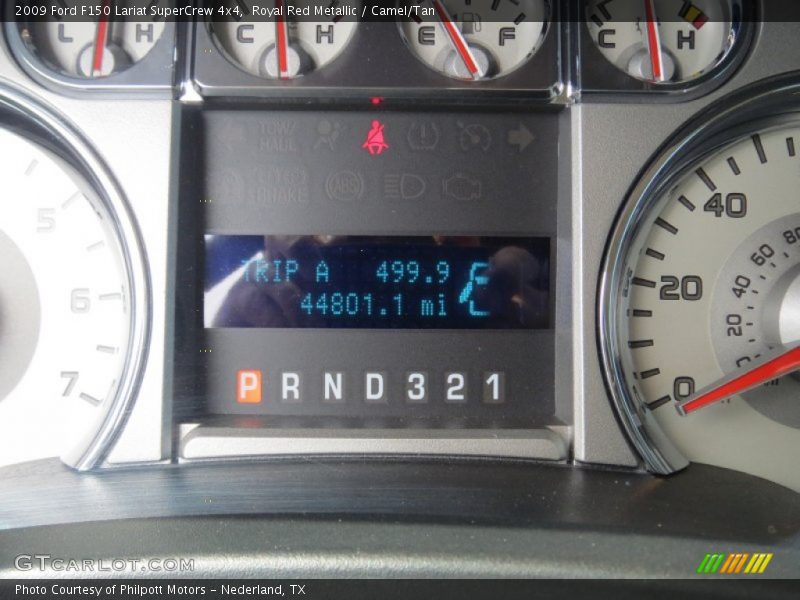 2009 Ford F150 Lariat SuperCrew 4x4, Royal Red Metallic / Camel/Tan
L H C H E F C H
TOW/
HAUL
BRAKE
ABS
5
6
7
TRIP A 499.9
44801.1 mi
E
P R N D 3 2 1
40
20
0
80
60
40
20
0
GTCARLOT.COM
Photo Courtesy of Philpott Motors – Nederland, TX